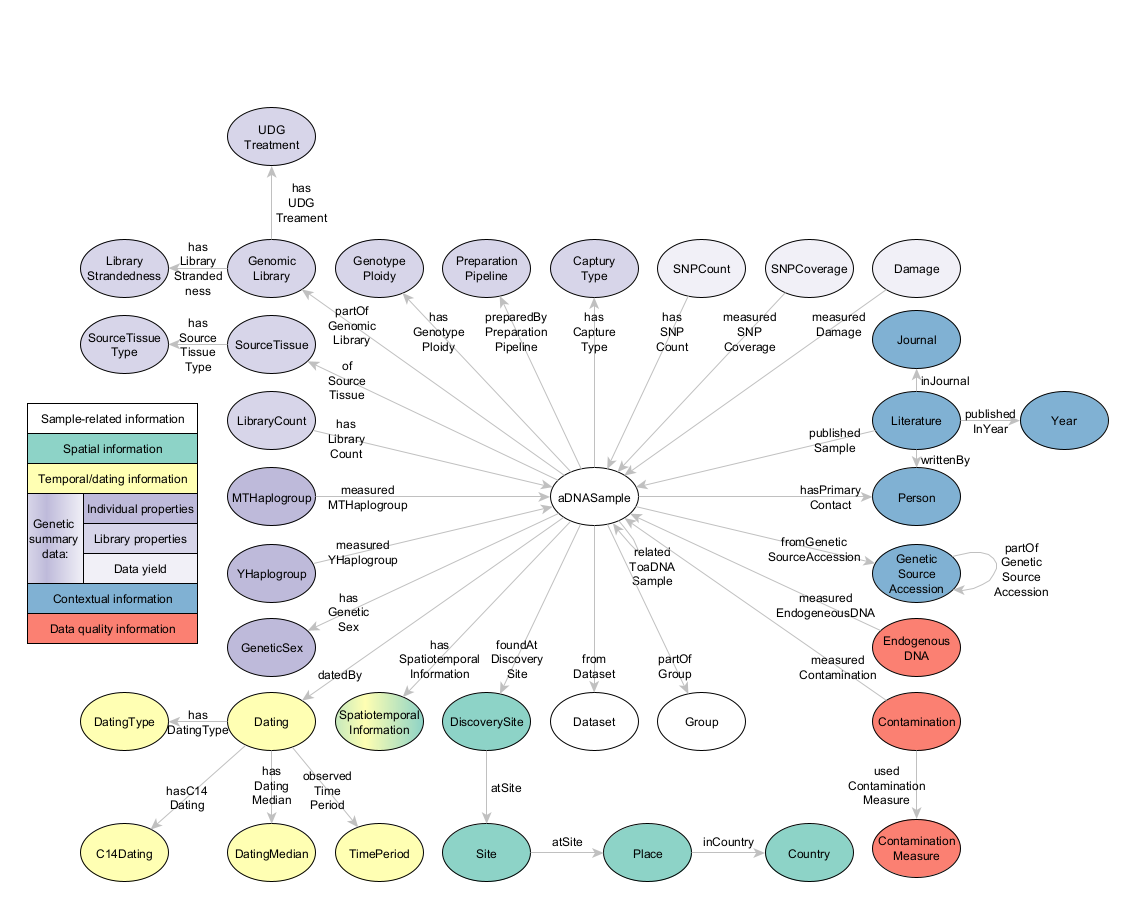 UDG
Treatment
has
UDG
Treament
Library
Strandedness
has
Library
Stranded
ness
Genomic
Library
Genotype
Ploidy
Preparation
Pipeline
Captury
Type
SNPCount
SNPCoverage
Damage
partOf
Genomic
Library
has
Genotype
Ploidy
preparedBy
Preparation
Pipeline
has
Capture
Type
has
SNP
Count
measured
SNP
Coverage
measured
Damage
SourceTissue
Type
has
Source
Tissue
Type
SourceTissue
Journal
of
Source
Tissue
inJournal
LibraryCount
has
Library
Count
published
Sample
Literature
published
InYear
Year
writtenBy
Sample-related information
Spatial information
Temporal/dating information
Genetic
summary
data:
Individual properties
Library properties
Data yield
Contextual information
Data quality information
MTHaplogroup
measured
MTHaplogroup
aDNASample
hasPrimary
Contact
Person
YHaplogroup
measured
YHaplogroup
related
ToaDNA
Sample
fromGenetic
SourceAccession
Genetic
Source
Accession
partOf
Genetic
Source
Accession
has
Genetic
Sex
measured
EndogeneousDNA
GeneticSex
Endogenous
DNA
datedBy
has
Spatiotemporal
Information
foundAt
Discovery
Site
from
Dataset
partOf
Group
measured
Contamination
DatingType
has
DatingType
Dating
Spatiotemporal
Information
DiscoverySite
Dataset
Group
Contamination
hasC14
Dating
has
Dating
Median
observed
Time
Period
atSite
used
Contamination
Measure
C14Dating
DatingMedian
TimePeriod
Site
atSite
Place
inCountry
Country
Contamination
Measure